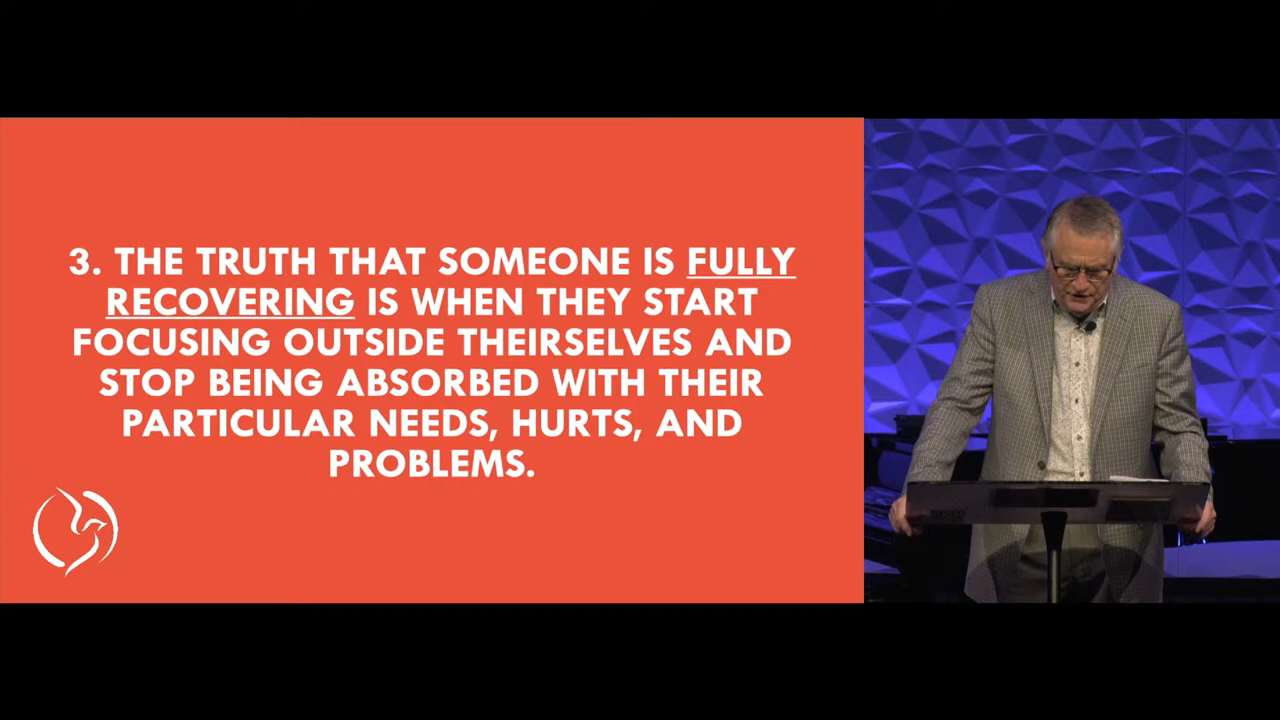 3. THE TRUTH THAT SOMEONE IS FULLY
RECOVERING IS WHEN THEY START
FOCUSING OUTSIDE THEIRSELVES AND
STOP BEING ABSORBED WITH THEIR
PARTICULAR NEEDS, HURTS, AND
PROBLEMS.